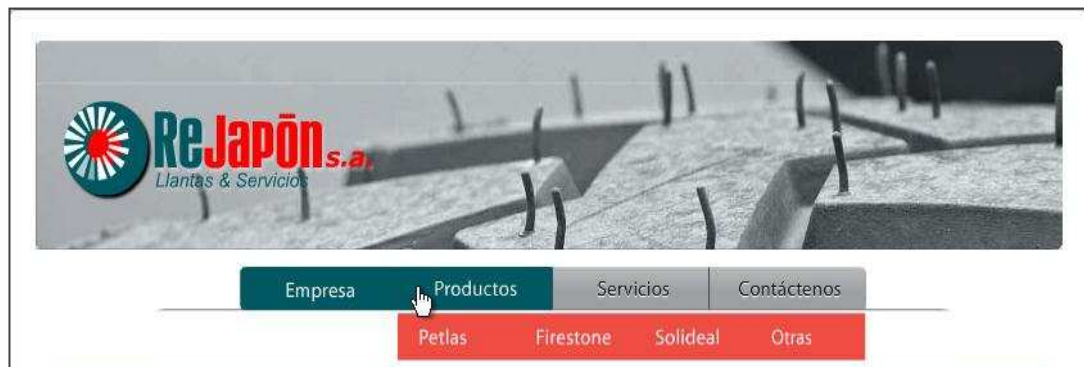 ReJapōn s.a.
Llantas & Servicios
Empresa Productos Servicios Contáctenos
Petlas Firestone Solideal Otras